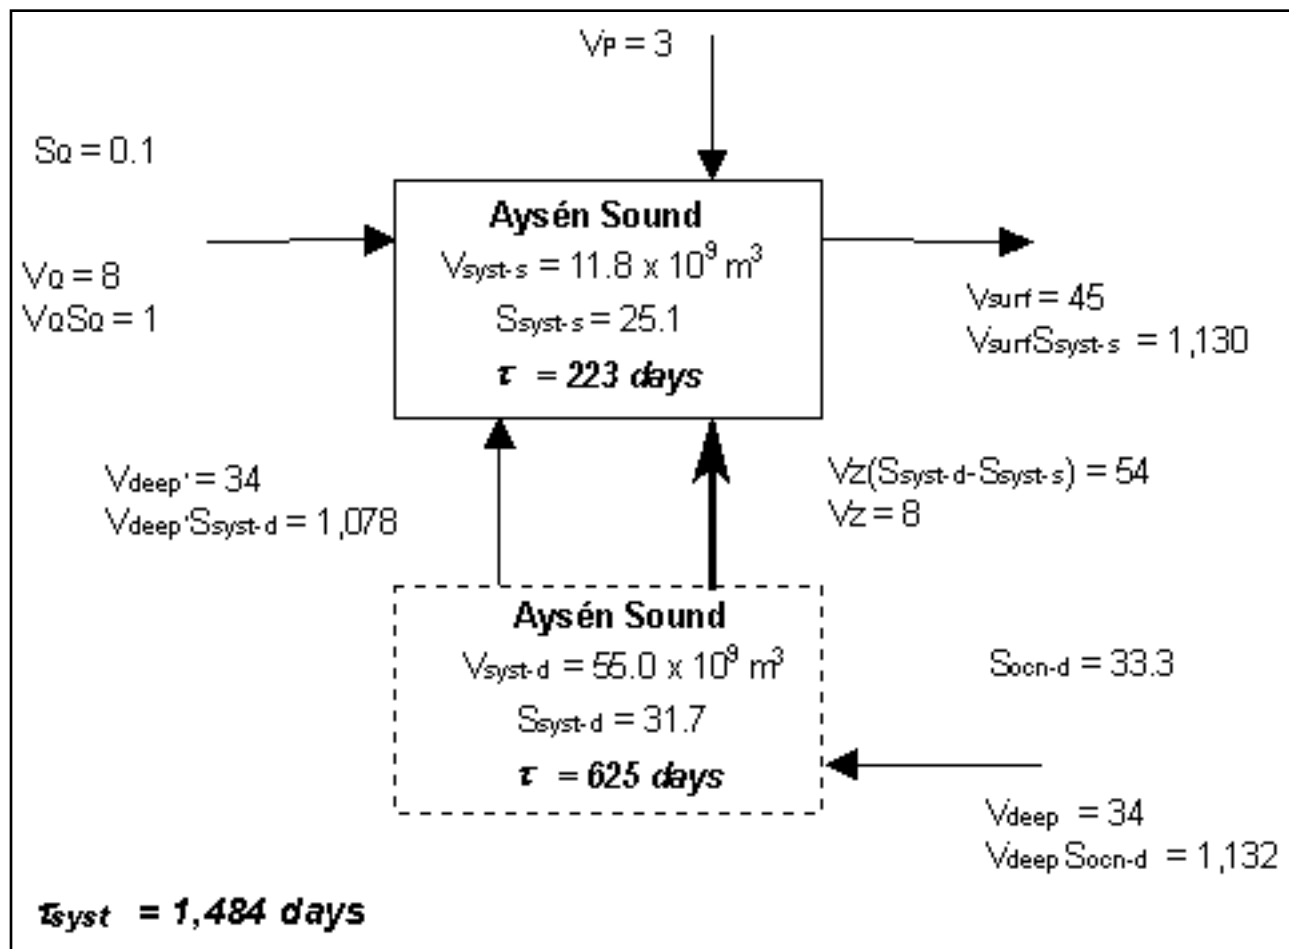 VP = 3
SQ = 0.1
Aysén Sound
Vsyst-s = 11.8 x 10⁹ m³
Ssyst-s = 25.1
τ = 223 days
VQ = 8
VQSQ = 1
Vsurf = 45
VsurfSsyst-s = 1,130
Vdeep' = 34
Vdeep'Ssyst-d = 1,078
Vz(Ssyst-d-Ssyst-s) = 54
Vz = 8
Aysén Sound
Vsyst-d = 55.0 x 10⁹ m³
Ssyst-d = 31.7
τ = 625 days
Socn-d = 33.3
Vdeep = 34
VdeepSocn-d = 1,132
τsyst = 1,484 days